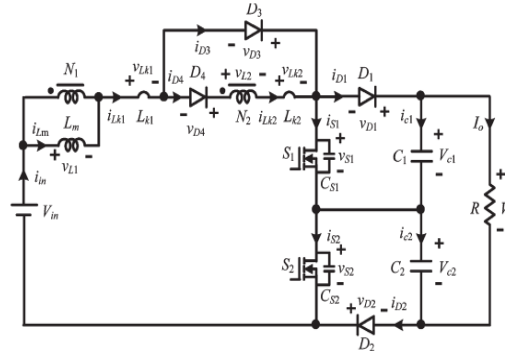 D3
iD3
- vD3 +
N1
+ vLk1 -
iD4
D4
+ vL2 -
vLk2
+ -
iD1
D1
iLm
Lm
iLk1
Lk1
- vD4 +
N2
iLk2
Lk2
iS1
- vD1 +
ic1
Io
+ vL1 -
iin
S1
+
vS1
-
CS1
C1
+
Vc1
-
Vin
R
+
V
-
iS2
ic2
S2
+
vS2
-
CS2
C2
+
Vc2
-
+ vD2 -
iD2
D2